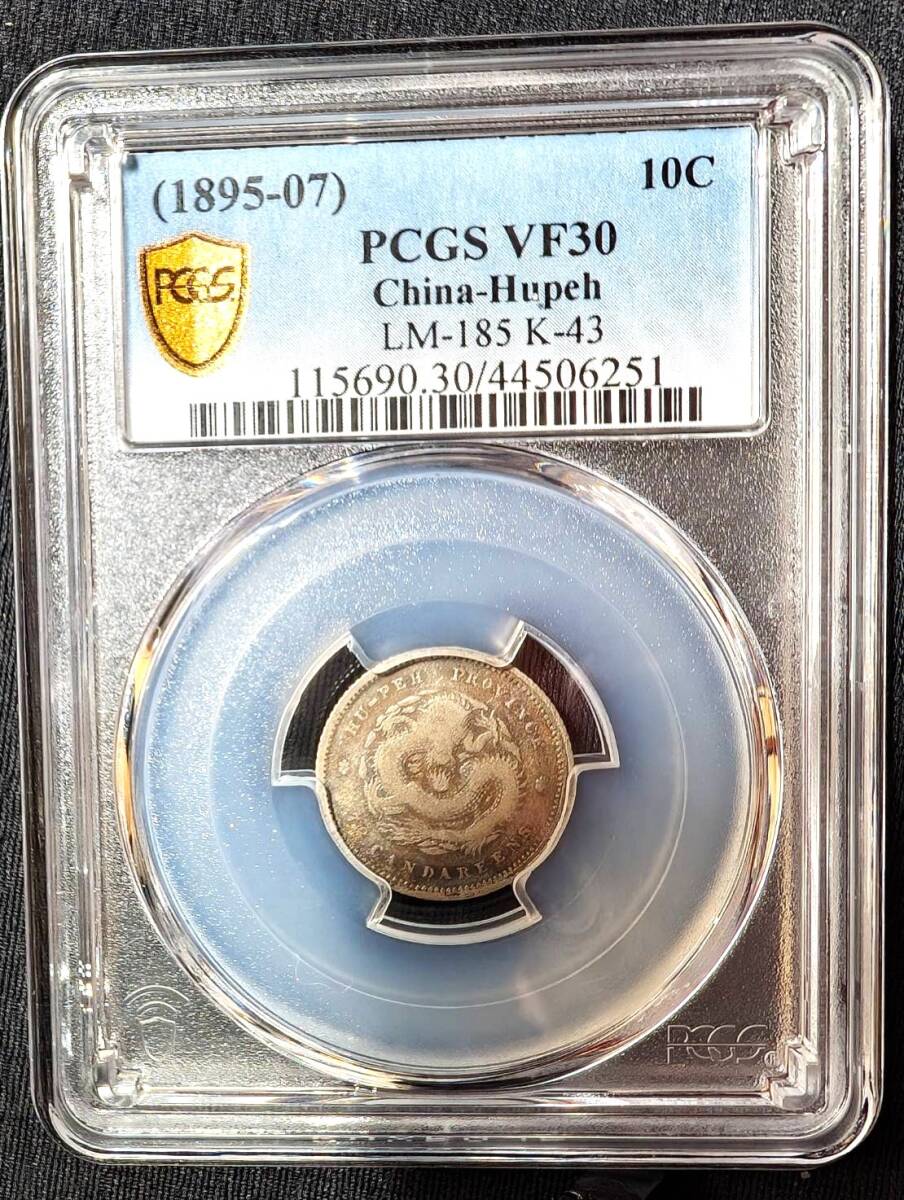 (1895-07)
10C
PCGS VF30
China-Hupeh
PCGS
LM-185 K-43
115690.30/44506251
HU-PEH PROVINCE
CANDAREENS
PCGS